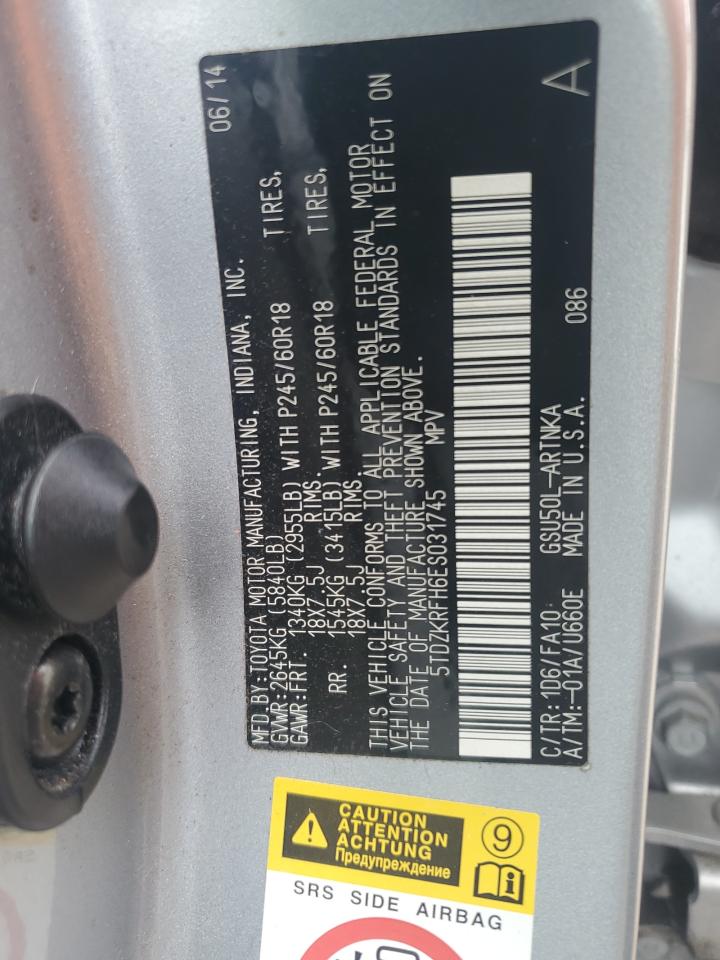 MFD.BY:TOYOTA MOTOR MANUFACTURING, INDIANA, INC. 06/14
GVWR:2645KG (5840LB)
GAWR:FRT. 1340KG (2955LB) WITH P245/60R18 TIRES,
18X7.5J RIMS.
RR. 1545KG (3415LB) WITH P245/60R18 TIRES,
18X7.5J RIMS.
THIS VEHICLE CONFORMS TO ALL APPLICABLE FEDERAL MOTOR
VEHICLE SAFETY AND THEFT PREVENTION STANDARDS IN EFFECT ON
THE DATE OF MANUFACTURE SHOWN ABOVE.
5TDZKRFH6ES031745 MPV
C/TR:1D6/FA10 GSU50L-ARTNKA 086
A/TM:-01A/U660E MADE IN U.S.A. A
CAUTION
ATTENTION
ACHTUNG
Предупреждение
9
i
SRS SIDE AIRBAG